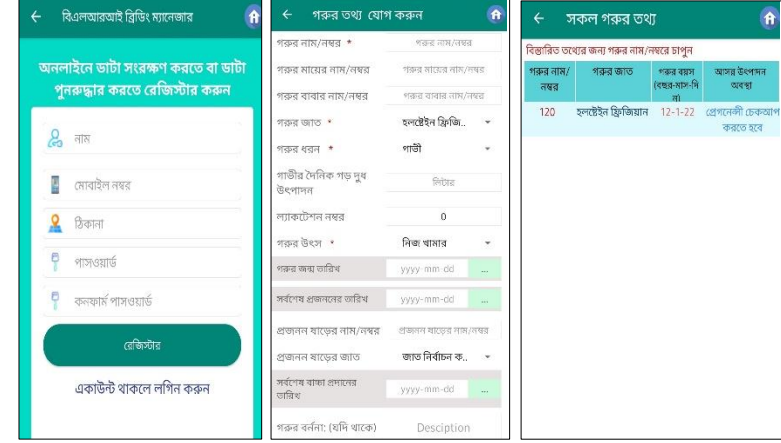 বিএলআরআই ব্রিডিং ম্যানেজার
অনলাইনে ডাটা সংরক্ষণ করতে বা ডাটা
পুনরুদ্ধার করতে রেজিস্টার করুন
নাম
মোবাইল নম্বর
ঠিকানা
পাসওয়ার্ড
কনফার্ম পাসওয়ার্ড
রেজিস্টার
একাউন্ট থাকলে লগিন করুন
গরুর তথ্য যোগ করুন
গরুর নাম/নম্বর * গরুর নাম/নম্বর
গরুর মায়ের নাম/নম্বর গরুর মায়ের নাম/নম্বর
গরুর বাবার নাম/নম্বর গরুর বাবার নাম/নম্বর
গরুর জাত * হলষ্টেইন ফ্রিজি..
গরুর ধরন * গাভী
গাভীর দৈনিক গড় দুধ
উৎপাদন লিটার
ল্যাকটেশন নম্বর 0
গরুর উৎস * নিজ খামার
গরুর জন্ম তারিখ yyyy-mm-dd ...
সর্বশেষ প্রজননের তারিখ yyyy-mm-dd ...
প্রজনন ষাড়ের নাম/নম্বর প্রজনন ষাড়ের নাম/নম্বর
প্রজনন ষাড়ের জাত জাত নির্বাচন ক..
সর্বশেষ বাচ্চা প্রদানের
তারিখ yyyy-mm-dd ...
গরুর বর্ননা: (যদি থাকে) Desciption
সকল গরুর তথ্য
বিস্তারিত তথ্যের জন্য গরুর নাম/নম্বরে চাপুন
গরুর নাম/ গরুর জাত গরুর বয়স আসন্ন উৎপাদন
নম্বর (বছর-মাস-দি অবস্থা
ন)
120 হলষ্টেইন ফ্রিজিয়ান 12-1-22 প্রেগনেন্সী চেকআপ
করতে হবে